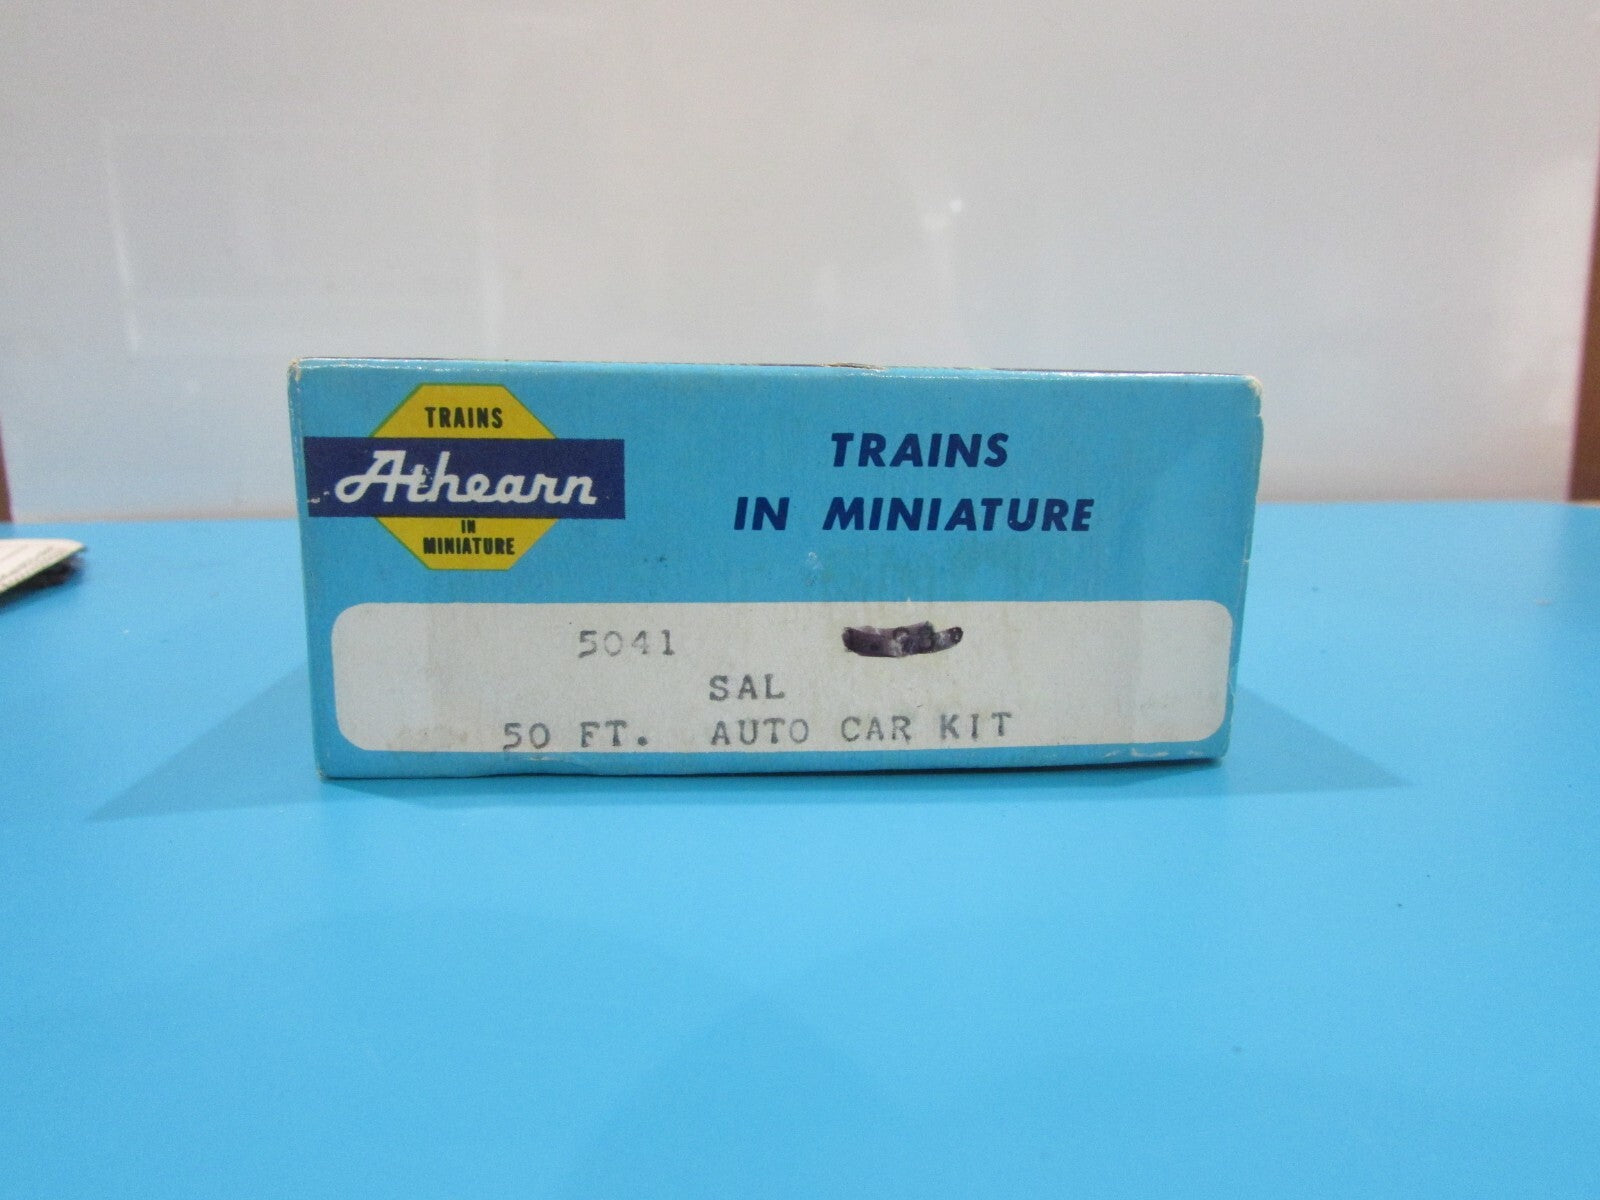 TRAINS
Athearn
IN
MINIATURE
TRAINS
IN MINIATURE
5041
SAL
50 FT. AUTO CAR KIT